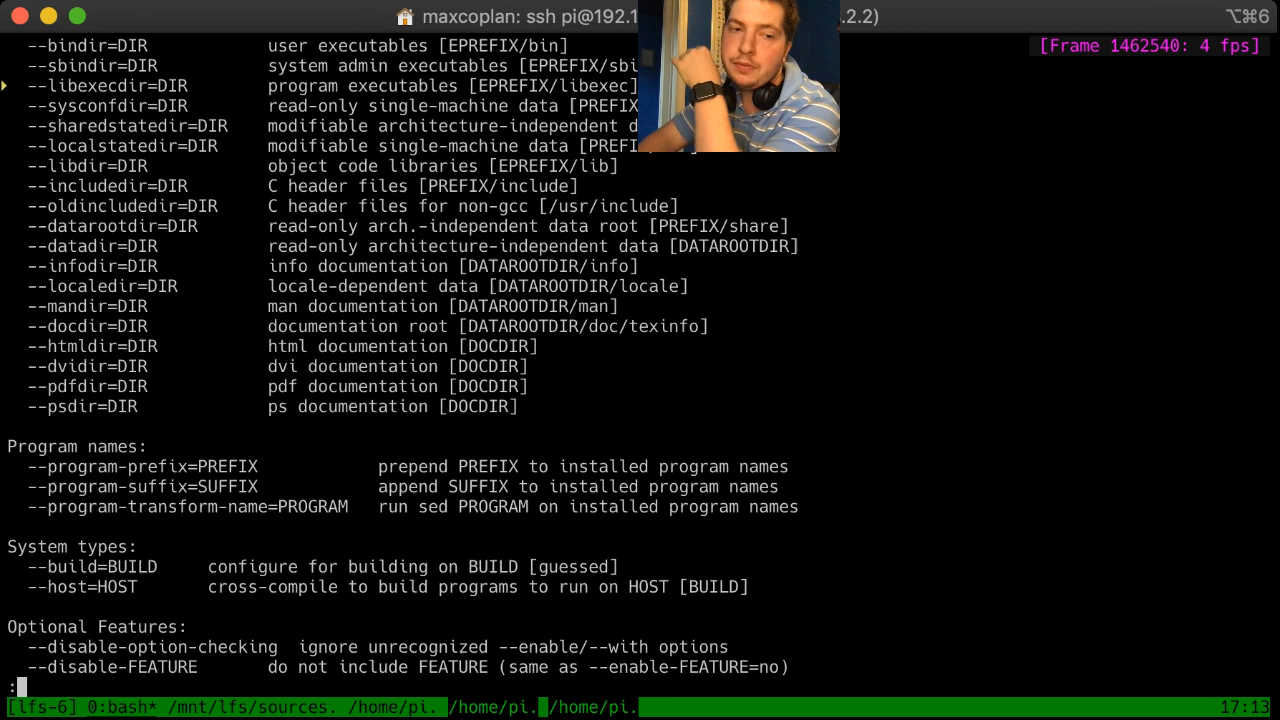 maxcoplan: ssh pi@192.1 .2.2) ⌥⌘6
[Frame 1462540: 4 fps]
--bindir=DIR user executables [EPREFIX/bin]
--sbindir=DIR system admin executables [EPREFIX/sbi
--libexecdir=DIR program executables [EPREFIX/libexec]
--sysconfdir=DIR read-only single-machine data [PREFIX
--sharedstatedir=DIR modifiable architecture-independent d
--localstatedir=DIR modifiable single-machine data [PREFI
--libdir=DIR object code libraries [EPREFIX/lib]
--includedir=DIR C header files [PREFIX/include]
--oldincludedir=DIR C header files for non-gcc [/usr/include]
--datarootdir=DIR read-only arch.-independent data root [PREFIX/share]
--datadir=DIR read-only architecture-independent data [DATAROOTDIR]
--infodir=DIR info documentation [DATAROOTDIR/info]
--localedir=DIR locale-dependent data [DATAROOTDIR/locale]
--mandir=DIR man documentation [DATAROOTDIR/man]
--docdir=DIR documentation root [DATAROOTDIR/doc/texinfo]
--htmldir=DIR html documentation [DOCDIR]
--dvidir=DIR dvi documentation [DOCDIR]
--pdfdir=DIR pdf documentation [DOCDIR]
--psdir=DIR ps documentation [DOCDIR]
Program names:
--program-prefix=PREFIX prepend PREFIX to installed program names
--program-suffix=SUFFIX append SUFFIX to installed program names
--program-transform-name=PROGRAM run sed PROGRAM on installed program names
System types:
--build=BUILD configure for building on BUILD [guessed]
--host=HOST cross-compile to build programs to run on HOST [BUILD]
Optional Features:
--disable-option-checking ignore unrecognized --enable/--with options
--disable-FEATURE do not include FEATURE (same as --enable-FEATURE=no)
:
[lfs-6] 0:bash* /mnt/lfs/sources. /home/pi. /home/pi. /home/pi. 17:13